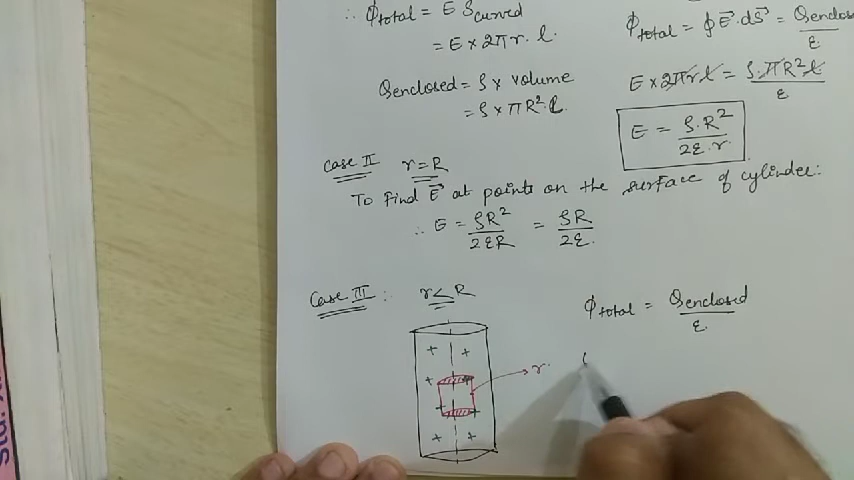 ∴ Φtotal = E Scurved
= E × 2πr. l.
Qenclosed = ρ × volume
= ρ × πR². l.
Φtotal = ∮ E⃗. dS⃗ = Qenclosed/ε
E × 2πrl = ρ. πR² l/ε
E = ρ. R²/2ε. r.
Case II r = R
To Find E⃗ at points on the surface of cylinder:
∴ E = ρR²/2εR = ρR/2ε.
Case III : r < R
Φtotal = Qenclosed/ε.
+ +
+ +
+ +
+ +
r.